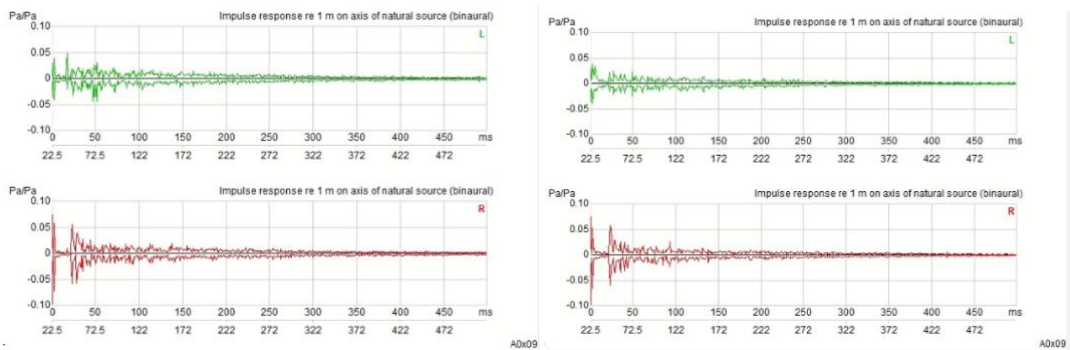 Pa/Pa Impulse response re 1 m on axis of natural source (binaural)
0.10
L
0.05
0
-0.05
-0.10
0 50 100 150 200 250 300 350 400 450 ms
22.5 72.5 122 172 222 272 322 372 422 472
Pa/Pa Impulse response re 1 m on axis of natural source (binaural)
0.10
R
0.05
0
-0.05
-0.10
0 50 100 150 200 250 300 350 400 450 ms
22.5 72.5 122 172 222 272 322 372 422 472
A0x09
Pa/Pa Impulse response re 1 m on axis of natural source (binaural)
0.10
L
0.05
0
-0.05
-0.10
0 50 100 150 200 250 300 350 400 450 ms
22.5 72.5 122 172 222 272 322 372 422 472
Pa/Pa Impulse response re 1 m on axis of natural source (binaural)
0.10
R
0.05
0
-0.05
-0.10
0 50 100 150 200 250 300 350 400 450 ms
22.5 72.5 122 172 222 272 322 372 422 472
A0x09